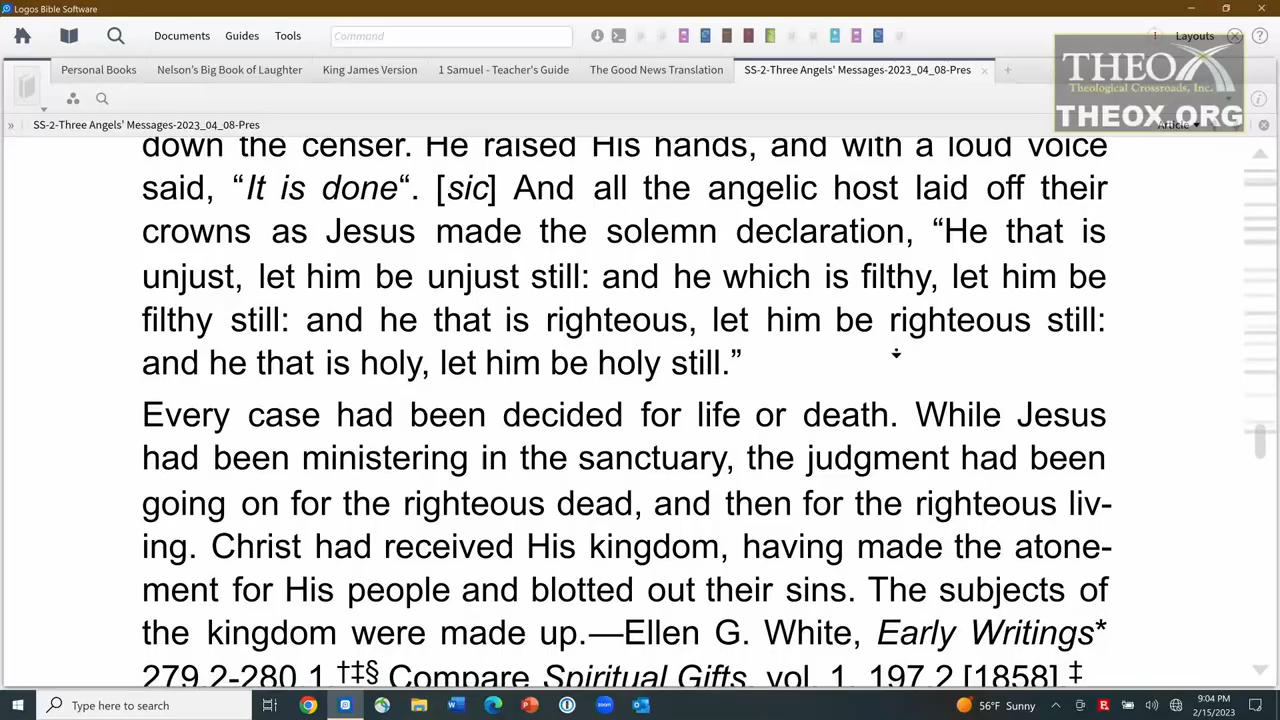 Logos Bible Software
Documents Guides Tools Command Layouts
Personal Books Nelson's Big Book of Laughter King James Version 1 Samuel - Teacher's Guide The Good News Translation SS-2-Three Angels' Messages-2023_04_08-Pres
THEOX
Theological Crossroads, Inc.
THEOX.ORG
» SS-2-Three Angels' Messages-2023_04_08-Pres Article
down the censer. He raised His hands, and with a loud voice
said, “It is done“. [sic] And all the angelic host laid off their
crowns as Jesus made the solemn declaration, “He that is
unjust, let him be unjust still: and he which is filthy, let him be
filthy still: and he that is righteous, let him be righteous still:
and he that is holy, let him be holy still.”
Every case had been decided for life or death. While Jesus
had been ministering in the sanctuary, the judgment had been
going on for the righteous dead, and then for the righteous liv-
ing. Christ had received His kingdom, having made the atone-
ment for His people and blotted out their sins. The subjects of
the kingdom were made up.—Ellen G. White, Early Writings*
279.2-280.1.†‡§ Compare Spiritual Gifts, vol. 1, 197.2 [1858].‡
Type here to search
56°F Sunny
9:04 PM
2/15/2023